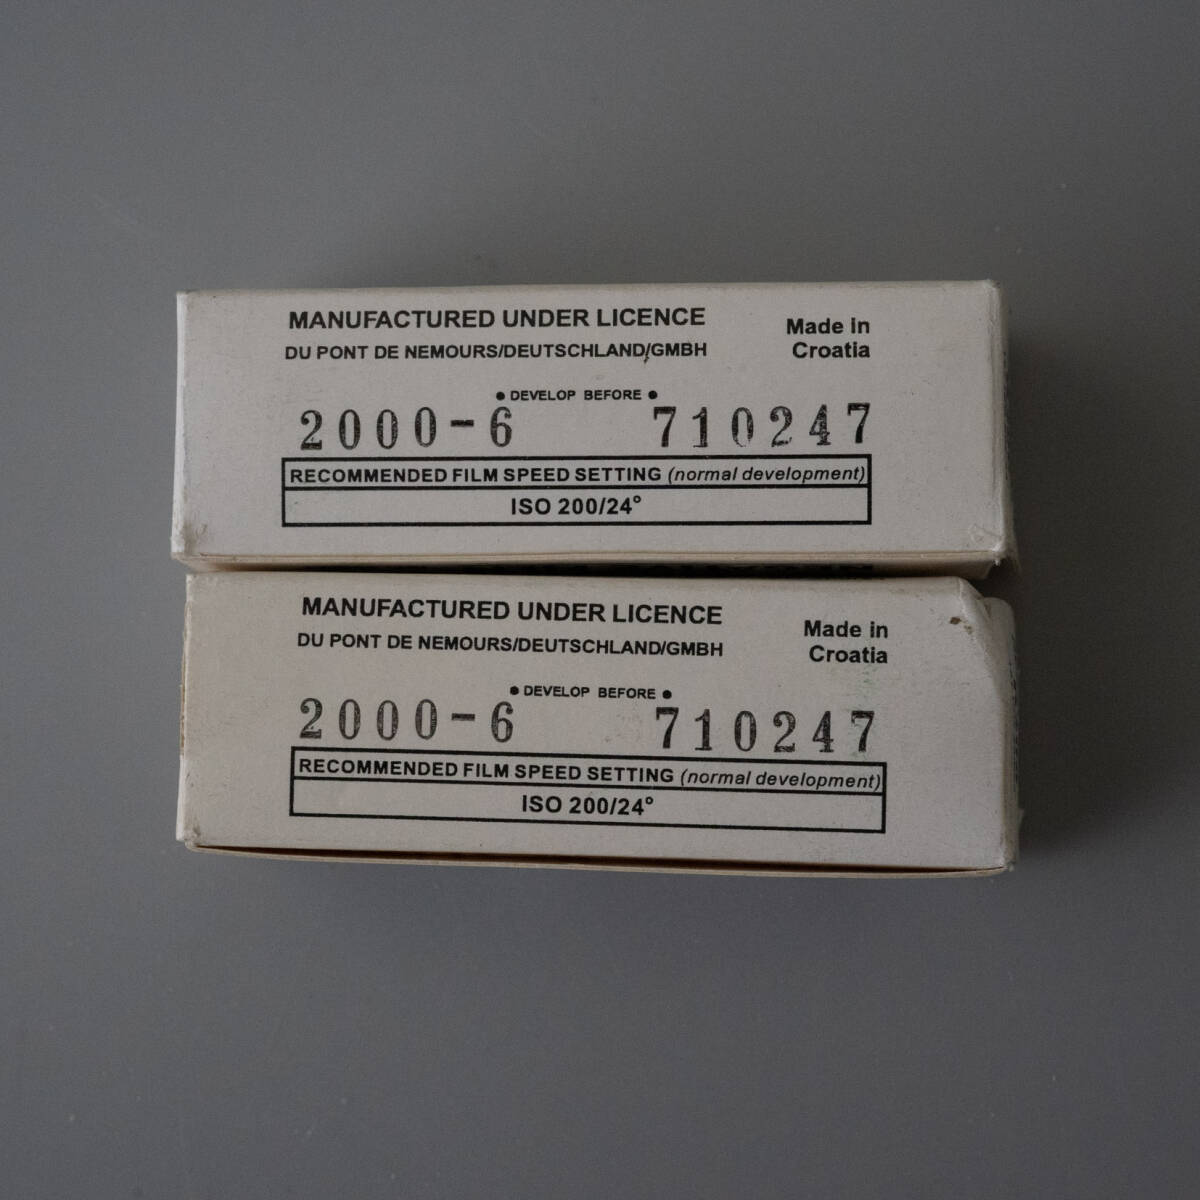 MANUFACTURED UNDER LICENCE
DU PONT DE NEMOURS/DEUTSCHLAND/GMBH
Made in
Croatia
● DEVELOP BEFORE ●
2000-6 710247
RECOMMENDED FILM SPEED SETTING (normal development)
ISO 200/24°
MANUFACTURED UNDER LICENCE
DU PONT DE NEMOURS/DEUTSCHLAND/GMBH
Made in
Croatia
● DEVELOP BEFORE ●
2000-6 710247
RECOMMENDED FILM SPEED SETTING (normal development)
ISO 200/24°